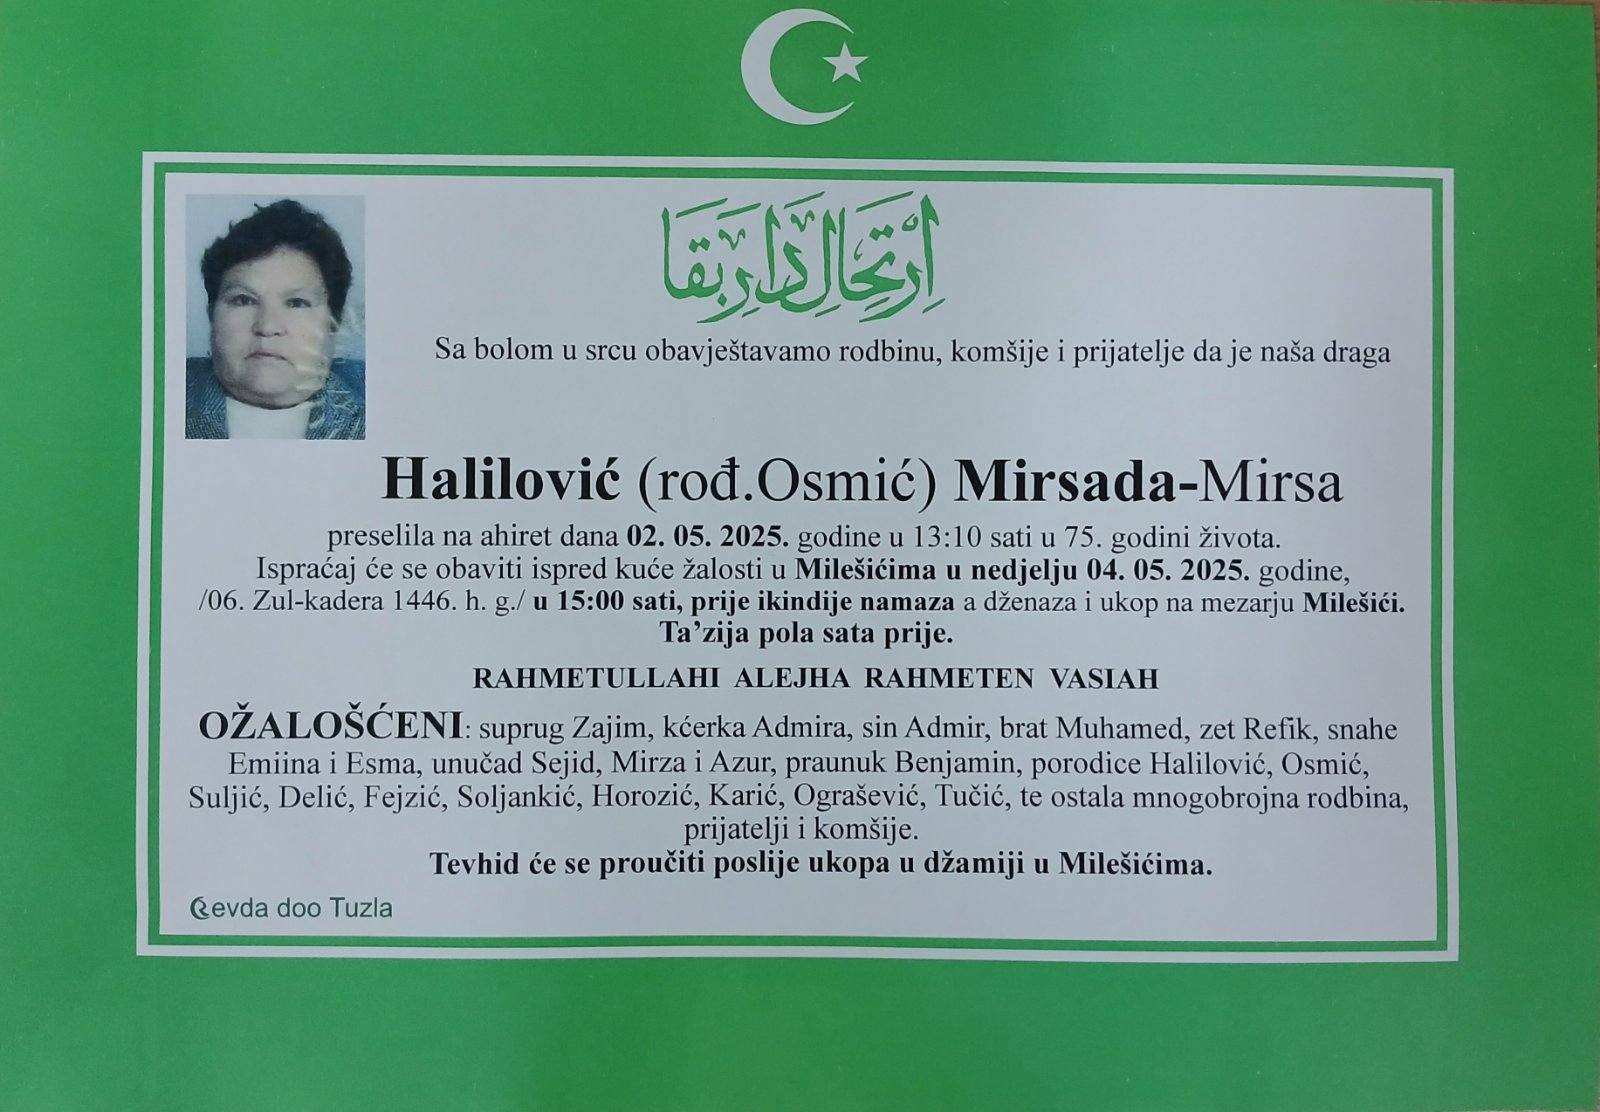 اِرْتِحَالِ دَارِ بَقَا
Sa bolom u srcu obavještavamo rodbinu, komšije i prijatelje da je naša draga
Halilović (rođ.Osmić) Mirsada-Mirsa
preselila na ahiret dana 02. 05. 2025. godine u 13:10 sati u 75. godini života.
Ispraćaj će se obaviti ispred kuće žalosti u Milešićima u nedjelju 04. 05. 2025. godine,
/06. Zul-kadera 1446. h. g./ u 15:00 sati, prije ikindije namaza a dženaza i ukop na mezarju Milešići.
Ta’zija pola sata prije.
RAHMETULLAHI ALEJHA RAHMETEN VASIAH
OŽALOŠĆENI: suprug Zajim, kćerka Admira, sin Admir, brat Muhamed, zet Refik, snahe
Emiina i Esma, unučad Sejid, Mirza i Azur, praunuk Benjamin, porodice Halilović, Osmić,
Suljić, Delić, Fejzić, Soljankić, Horozić, Karić, Ograšević, Tučić, te ostala mnogobrojna rodbina,
prijatelji i komšije.
Tevhid će se proučiti poslije ukopa u džamiji u Milešićima.
Revda doo Tuzla